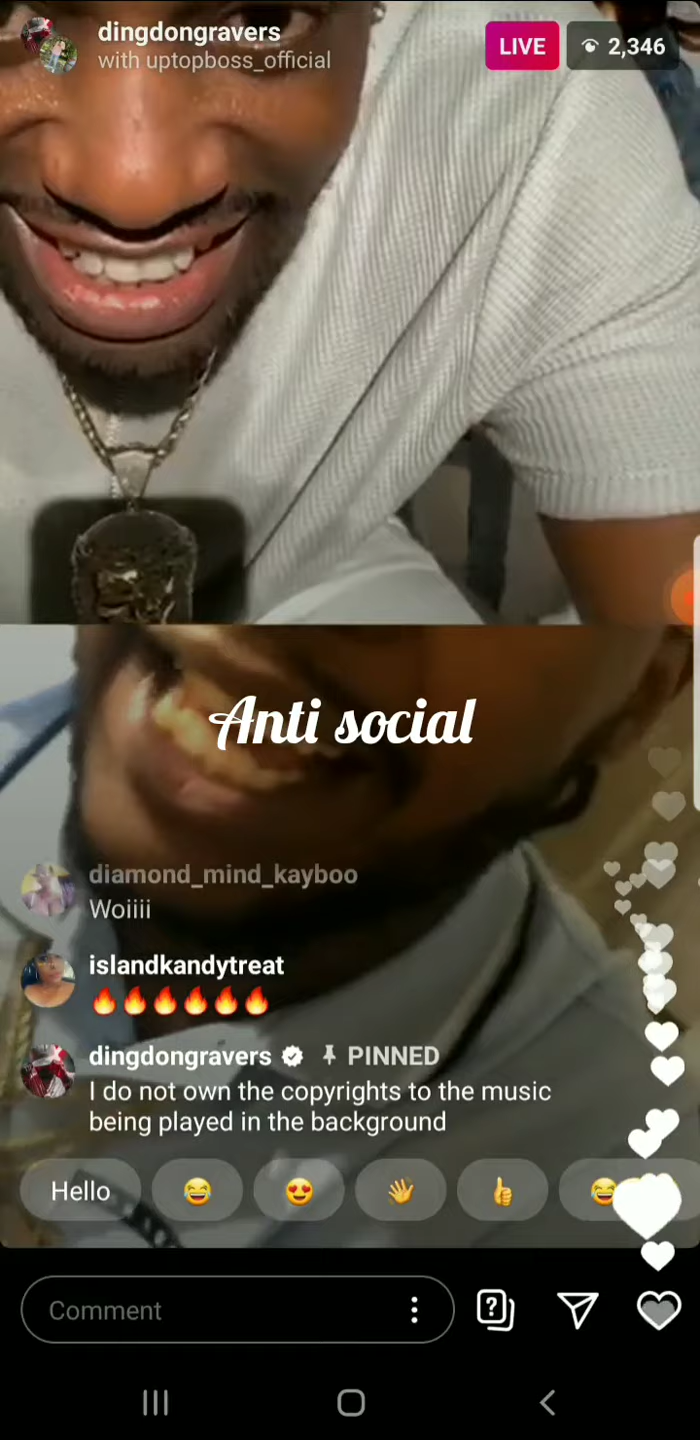 dingdongravers
with uptopboss_official
LIVE
2,346
Anti social
diamond_mind_kayboo
Woiiii
islandkandytreat
🔥🔥🔥🔥🔥🔥
dingdongravers PINNED
I do not own the copyrights to the music
being played in the background
Hello 😂 😍 👋 👍 😂
Comment